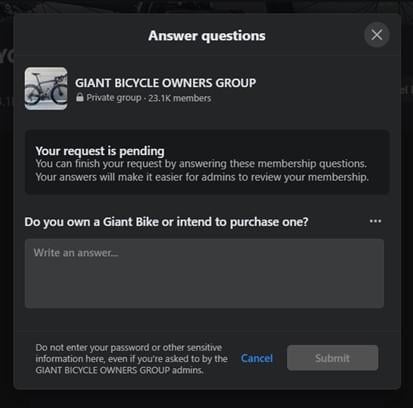 Answer questions
GIANT BICYCLE OWNERS GROUP
Private group · 23.1K members
Your request is pending
You can finish your request by answering these membership questions.
Your answers will make it easier for admins to review your membership.
Do you own a Giant Bike or intend to purchase one?
Write an answer...
Do not enter your password or other sensitive
information here, even if you're asked to by the
GIANT BICYCLE OWNERS GROUP admins.
Cancel
Submit